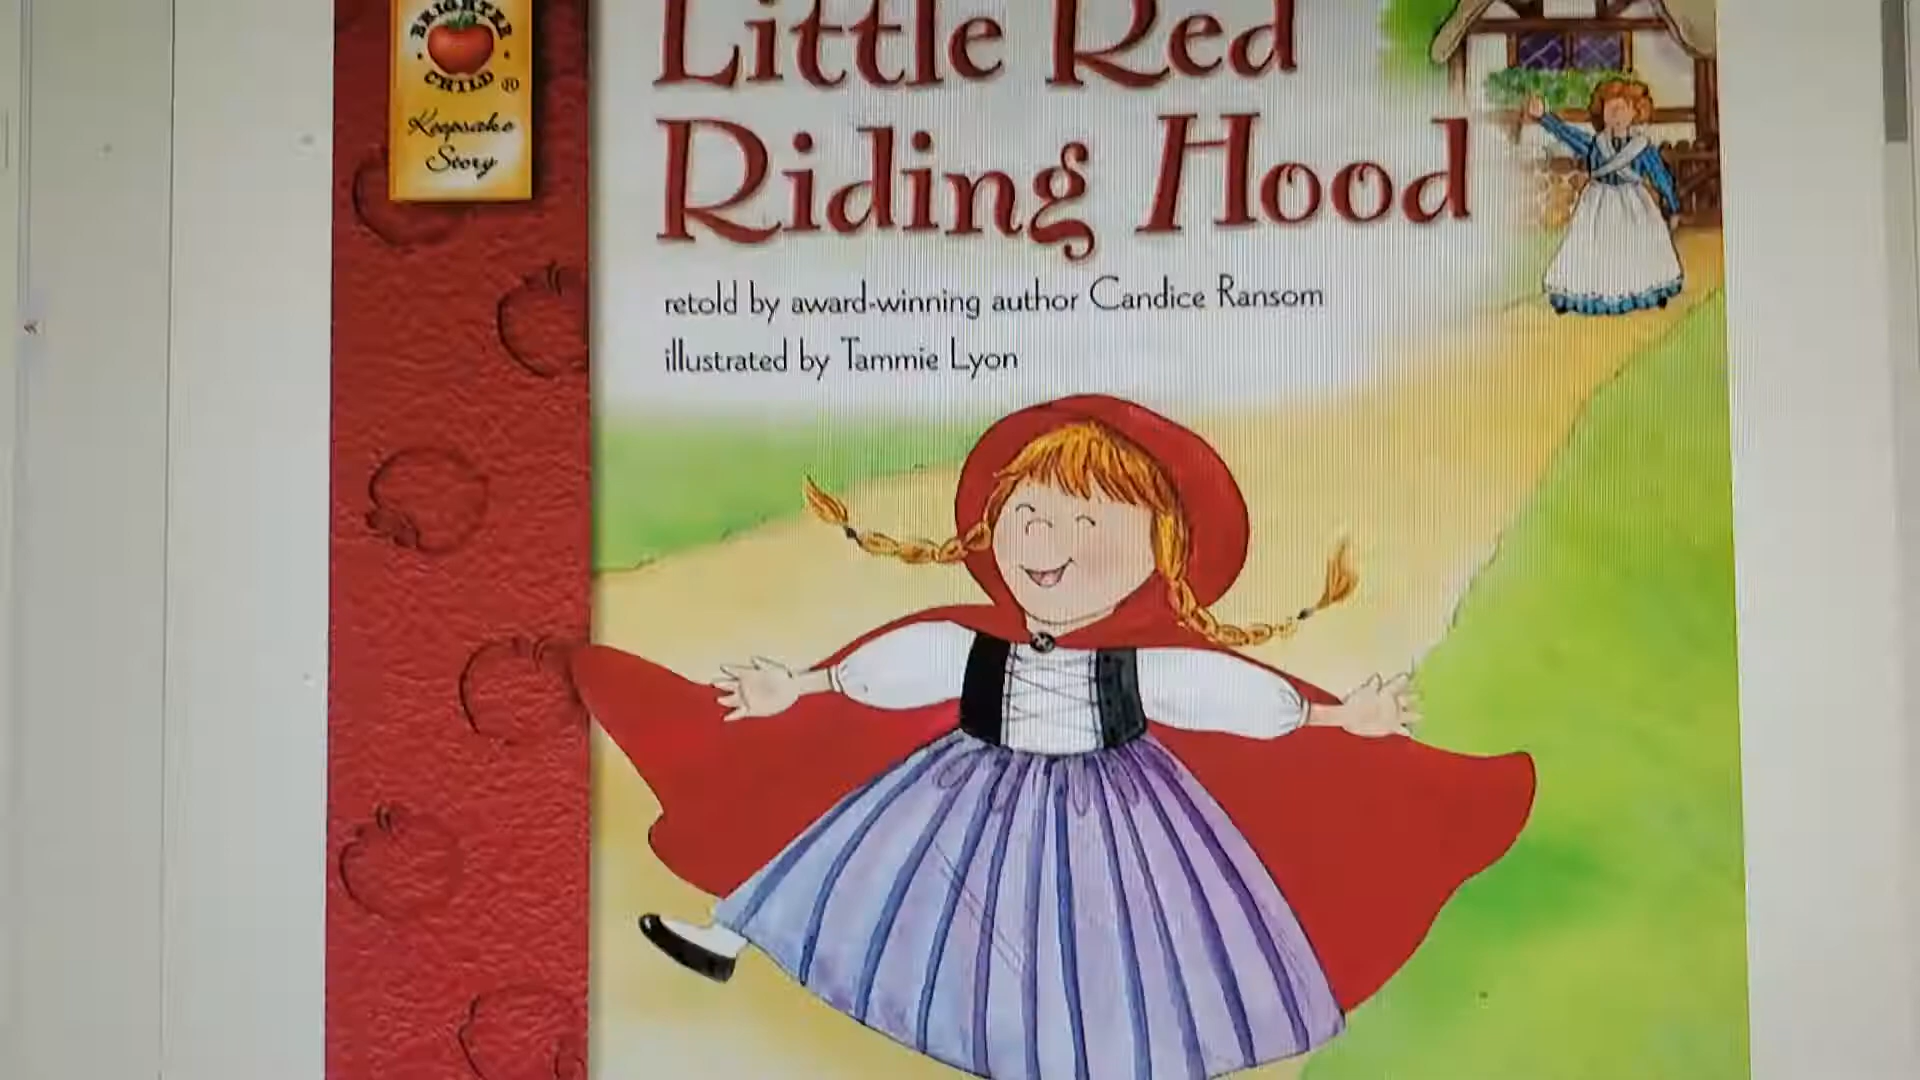 BRIGHTER
CHILD ®
Keepsake
Story
Little Red
Riding Hood
retold by award-winning author Candice Ransom
illustrated by Tammie Lyon